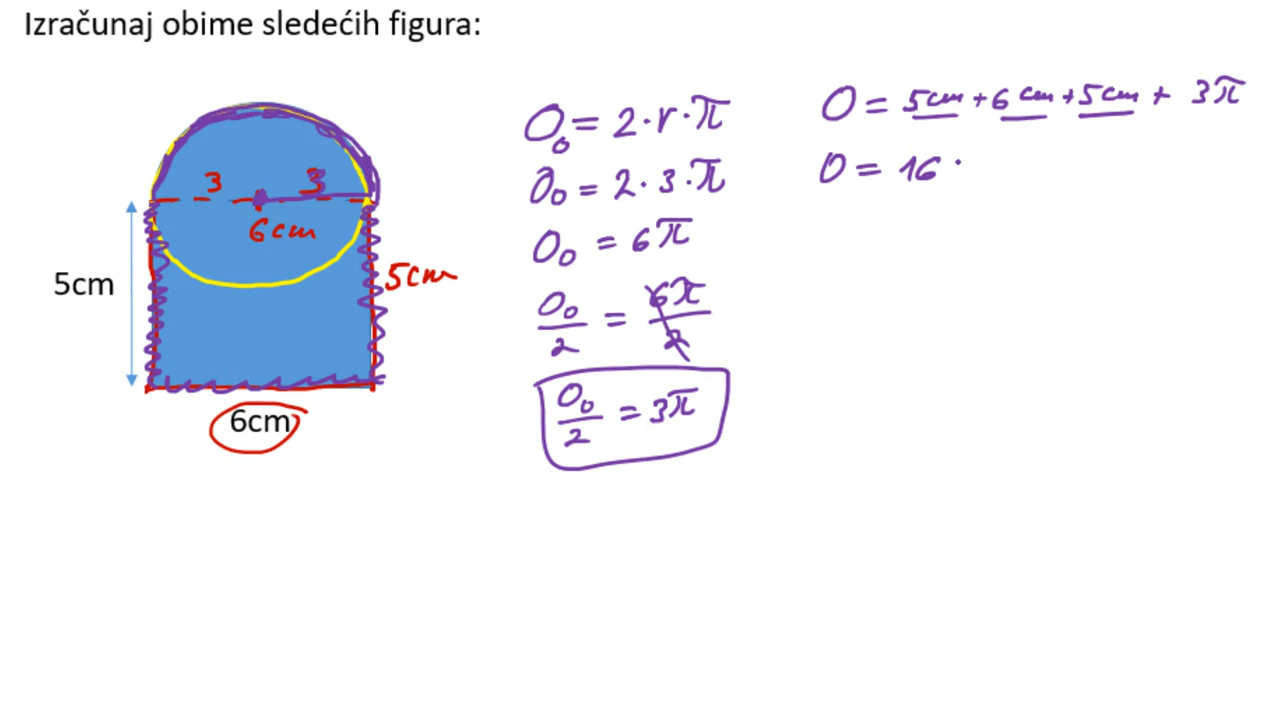 Izračunaj obime sledećih figura:
3 3
6cm
5cm
5cm
6cm
O₀ = 2·r·π
O₀ = 2·3·π
O₀ = 6π
O₀/2 = 6π/2
O₀/2 = 3π
O = 5cm + 6cm + 5cm + 3π
O = 16